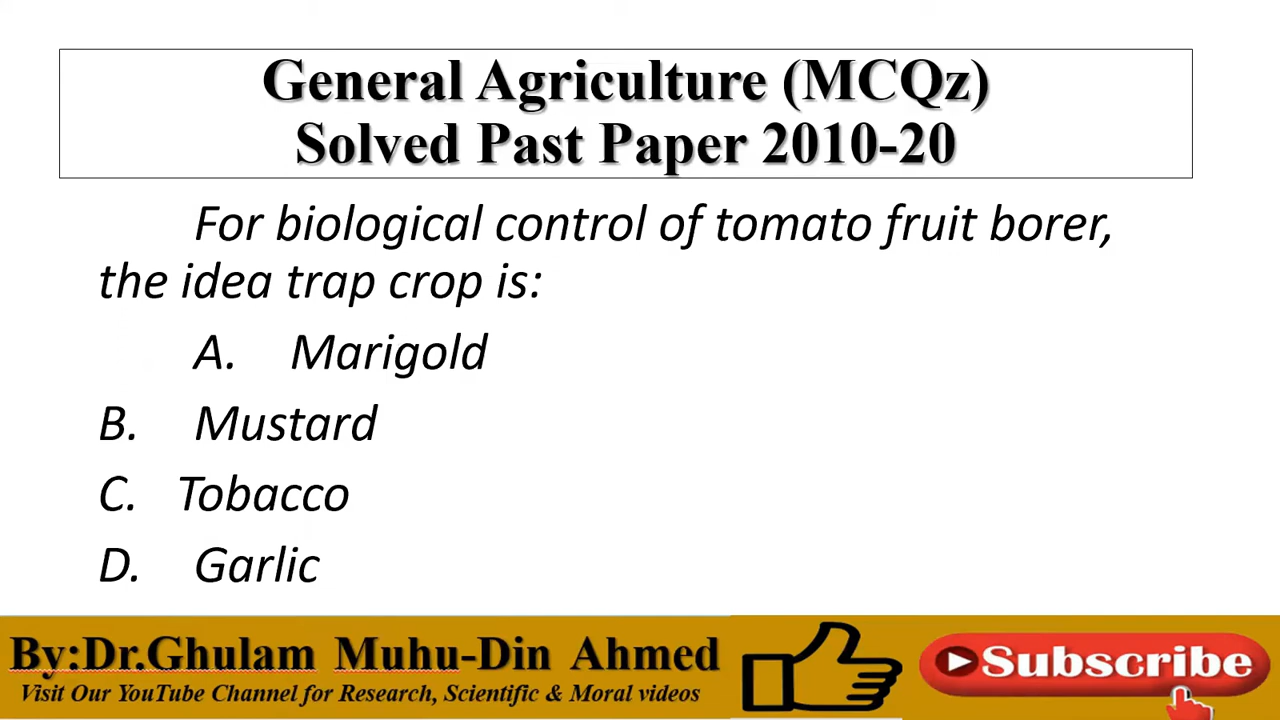 General Agriculture (MCQz)
Solved Past Paper 2010-20
For biological control of tomato fruit borer,
the idea trap crop is:
A. Marigold
B. Mustard
C. Tobacco
D. Garlic
By:Dr.Ghulam Muhu-Din Ahmed
Visit Our YouTube Channel for Research, Scientific & Moral videos
Subscribe